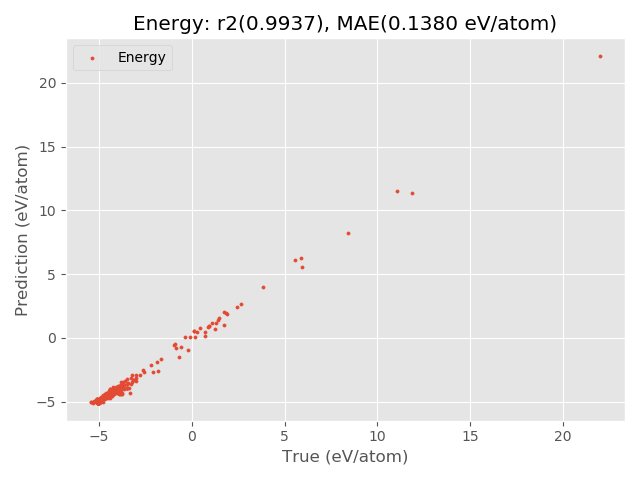 Energy: r2(0.9937), MAE(0.1380 eV/atom)
Energy
20
15
10
5
0
−5
Prediction (eV/atom)
−5 0 5 10 15 20
True (eV/atom)